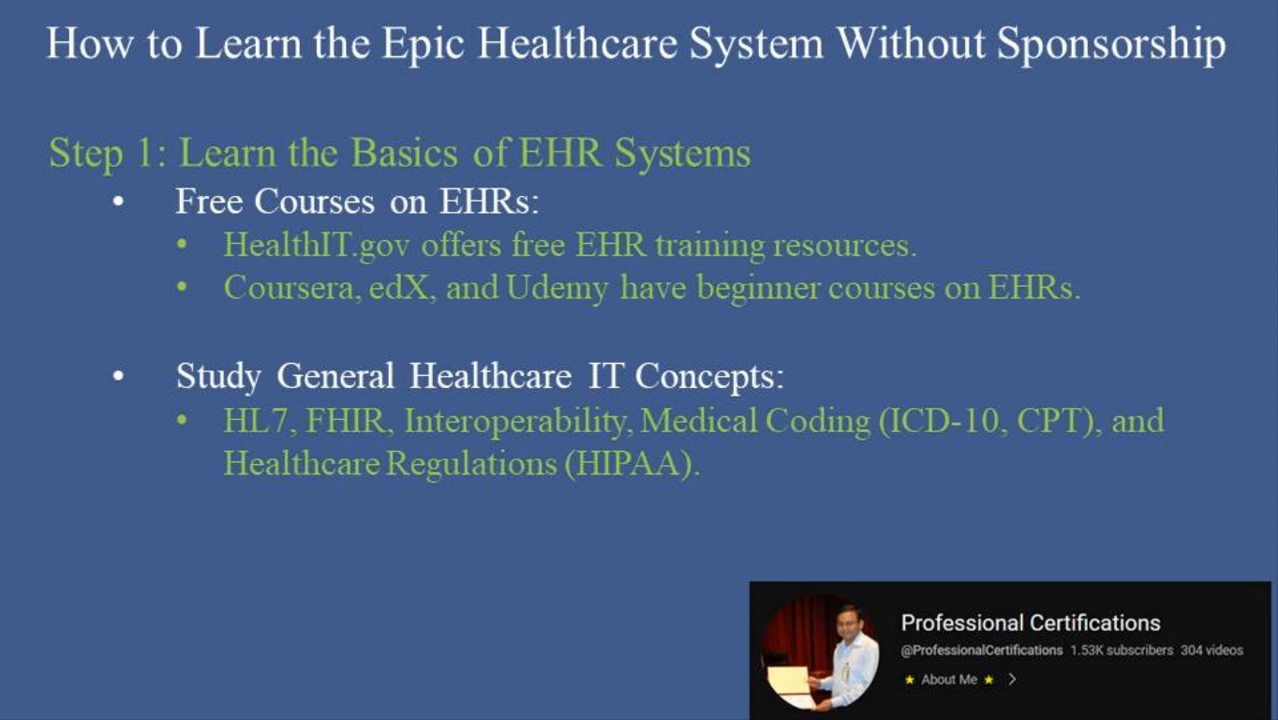 How to Learn the Epic Healthcare System Without Sponsorship
Step 1: Learn the Basics of EHR Systems
• Free Courses on EHRs:
• HealthIT.gov offers free EHR training resources.
• Coursera, edX, and Udemy have beginner courses on EHRs.
• Study General Healthcare IT Concepts:
• HL7, FHIR, Interoperability, Medical Coding (ICD-10, CPT), and
Healthcare Regulations (HIPAA).
Professional Certifications
@ProfessionalCertifications 1.53K subscribers 304 videos
★ About Me ★ >